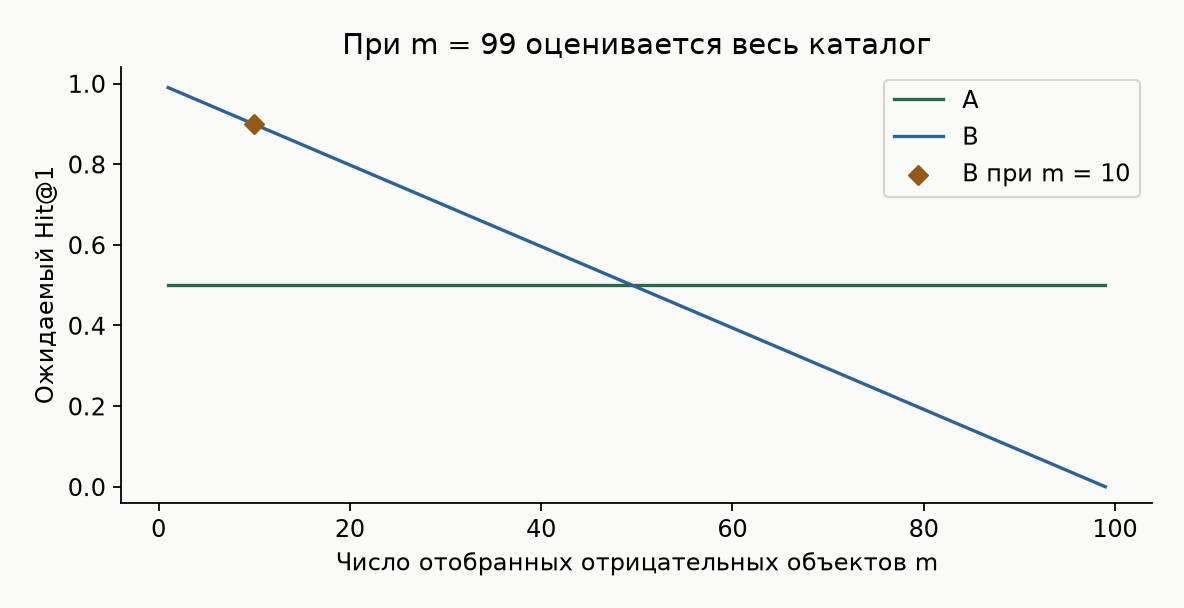 При m = 99 оценивается весь каталог
Ожидаемый Hit@1
1.0
0.8
0.6
0.4
0.2
0.0
A
B
B при m = 10
0
20
40
60
80
100
Число отобранных отрицательных объектов m